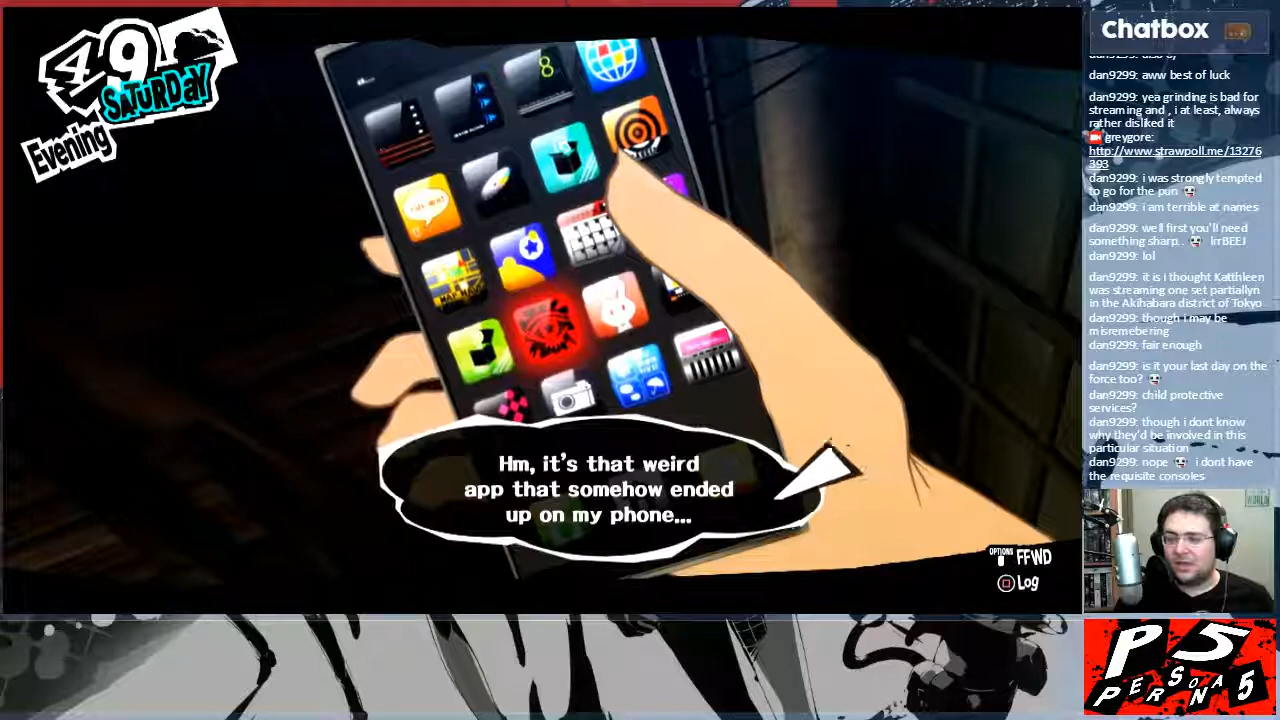 49
SATURDAY
Evening
8
Hm, it's that weird
app that somehow ended
up on my phone...
OPTIONS FFWD
Log
Chatbox
dan9299: aww best of luck
dan9299: yea grinding is bad for
streaming and , i at least, always
rather disliked it
greygore:
http://www.strawpoll.me/13276
393
dan9299: i was strongly tempted
to go for the pun
dan9299: i am terrible at names
dan9299: well first you'll need
something sharp.. lrrBEEJ
dan9299: lol
dan9299: it is i thought Katthleen
was streaming one set partiallyn
in the Akihabara district of Tokyo
dan9299: though i may be
misremebering
dan9299: fair enough
dan9299: is it your last day on the
force too?
dan9299: child protective
services?
dan9299: though i dont know
why they'd be involved in this
particular situation
dan9299: nope i dont have
the requisite consoles
P5
PERSONA5